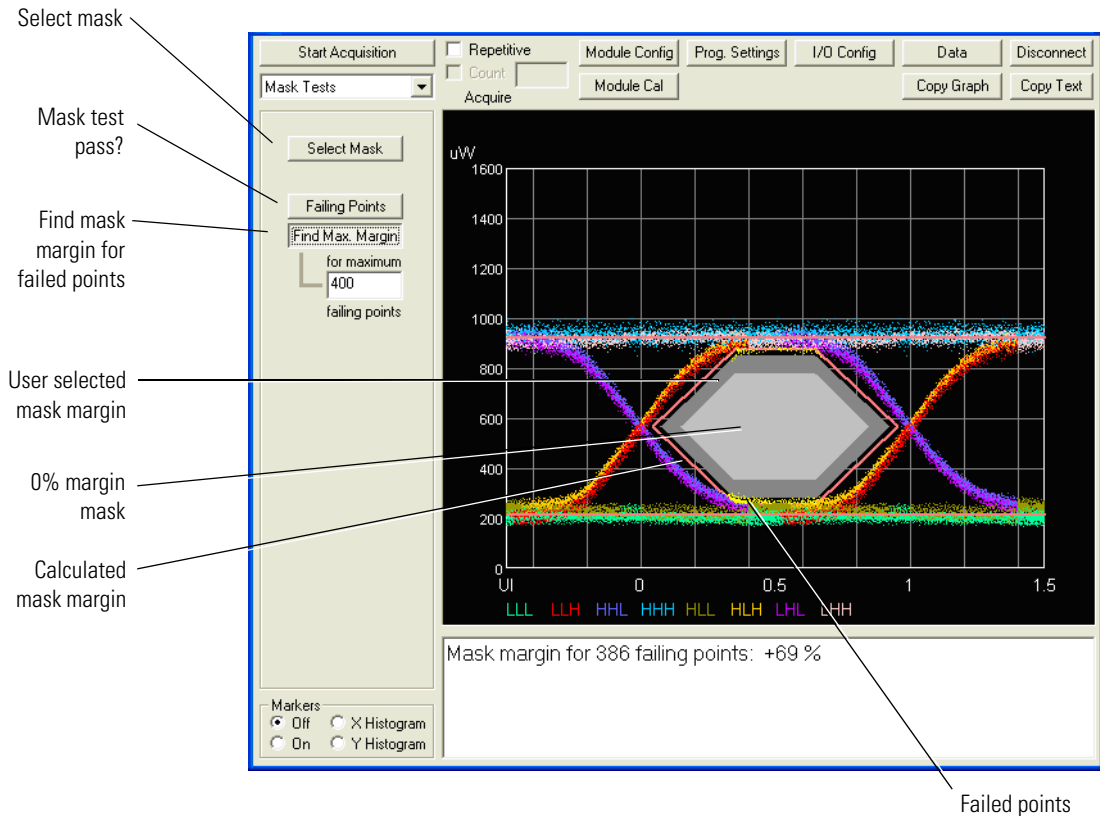 Select mask
Mask test
pass?
Find mask
margin for
failed points
User selected
mask margin
0% margin
mask
Calculated
mask margin
Start Acquisition
Repetitive
Count
Acquire
Module Config
Prog. Settings
I/O Config
Data
Disconnect
Mask Tests
Module Cal
Copy Graph
Copy Text
Select Mask
Failing Points
Find Max. Margin
for maximum
400
failing points
uW
1600
1400
1200
1000
800
600
400
200
0
UI 0 0.5 1 1.5
LLL LLH HHL HHH HLL HLH LHL LHH
Mask margin for 386 failing points: +69 %
Markers
Off X Histogram
On Y Histogram
Failed points